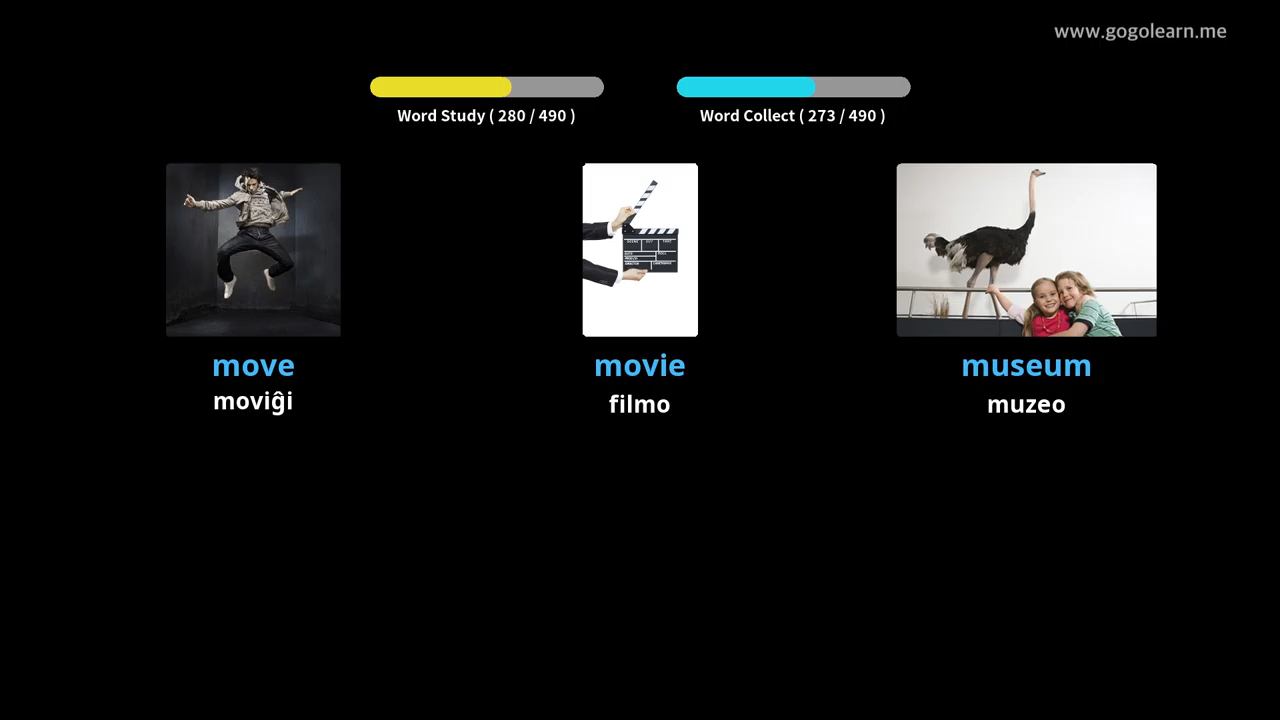 www.gogolearn.me
Word Study ( 280 / 490 )
Word Collect ( 273 / 490 )
move
movie
museum
moviĝi
filmo
muzeo